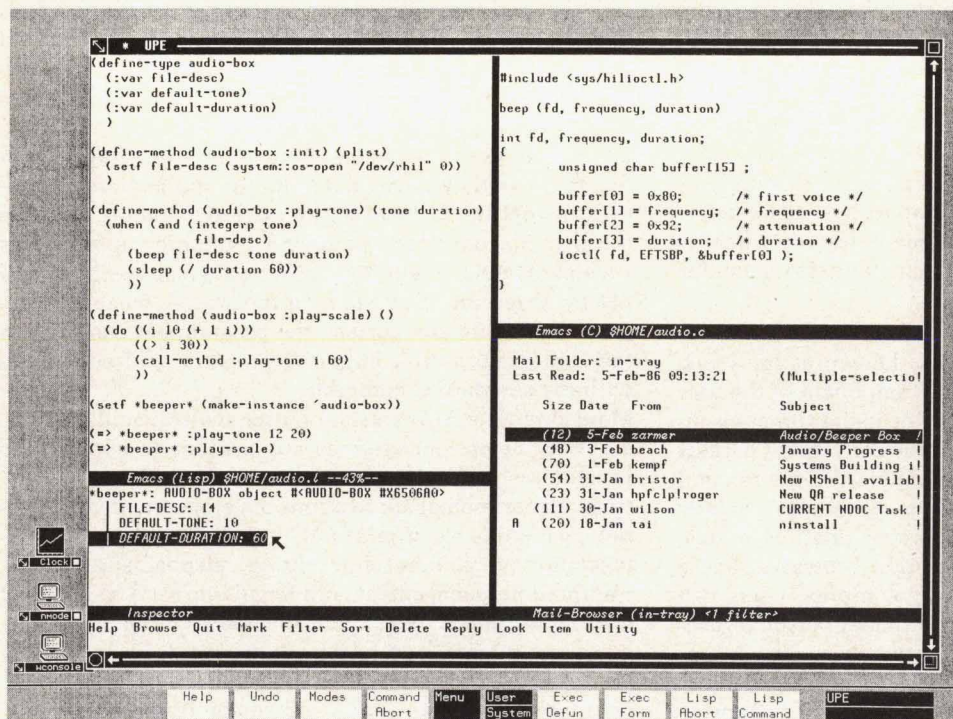 * UPE
(define-type audio-box
(:var file-desc)
(:var default-tone)
(:var default-duration)
)
(define-method (audio-box :init) (plist)
(setf file-desc (system::os-open "/dev/rhil" 0))
)
(define-method (audio-box :play-tone) (tone duration)
(when (and (integerp tone)
file-desc)
(beep file-desc tone duration)
(sleep (/ duration 60))
))
(define-method (audio-box :play-scale) ()
(do ((i 10 (+ 1 i)))
((> i 30))
(call-method :play-tone i 60)
))
(setf *beeper* (make-instance ´audio-box))
(=> *beeper* :play-tone 12 20)
(=> *beeper* :play-scale)
Emacs (Lisp) $HOME/audio.l --43%--
*beeper*: AUDIO-BOX object #<AUDIO-BOX #X6506A0>
FILE-DESC: 14
DEFAULT-TONE: 10
DEFAULT-DURATION: 60
Inspector
#include <sys/hilioctl.h>
beep (fd, frequency, duration)
int fd, frequency, duration;
{
unsigned char buffer[15] ;
buffer[0] = 0x80; /* first voice */
buffer[1] = frequency; /* frequency */
buffer[2] = 0x92; /* attenuation */
buffer[3] = duration; /* duration */
ioctl( fd, EFTSBP, &buffer[0] );
}
Emacs (C) $HOME/audio.c
Mail Folder: in-tray
Last Read: 5-Feb-86 09:13:21 (Multiple-selectio!
Size Date From Subject
(12) 5-Feb zarmer Audio/Beeper Box !
(48) 3-Feb beach January Progress !
(70) 1-Feb kempf Systems Building i!
(54) 31-Jan bristor New NShell availab!
(23) 31-Jan hpfclp!roger New QA release !
(111) 30-Jan wilson CURRENT NDOC Task !
A (20) 18-Jan tai ninstall !
Mail-Browser (in-tray) <1 filter>
Help Browse Quit Mark Filter Sort Delete Reply Look Item Utility
Clock
nmode
wconsole
Help Undo Modes Command Abort Menu User System Exec Defun Exec Form Lisp Abort Lisp Command UPE